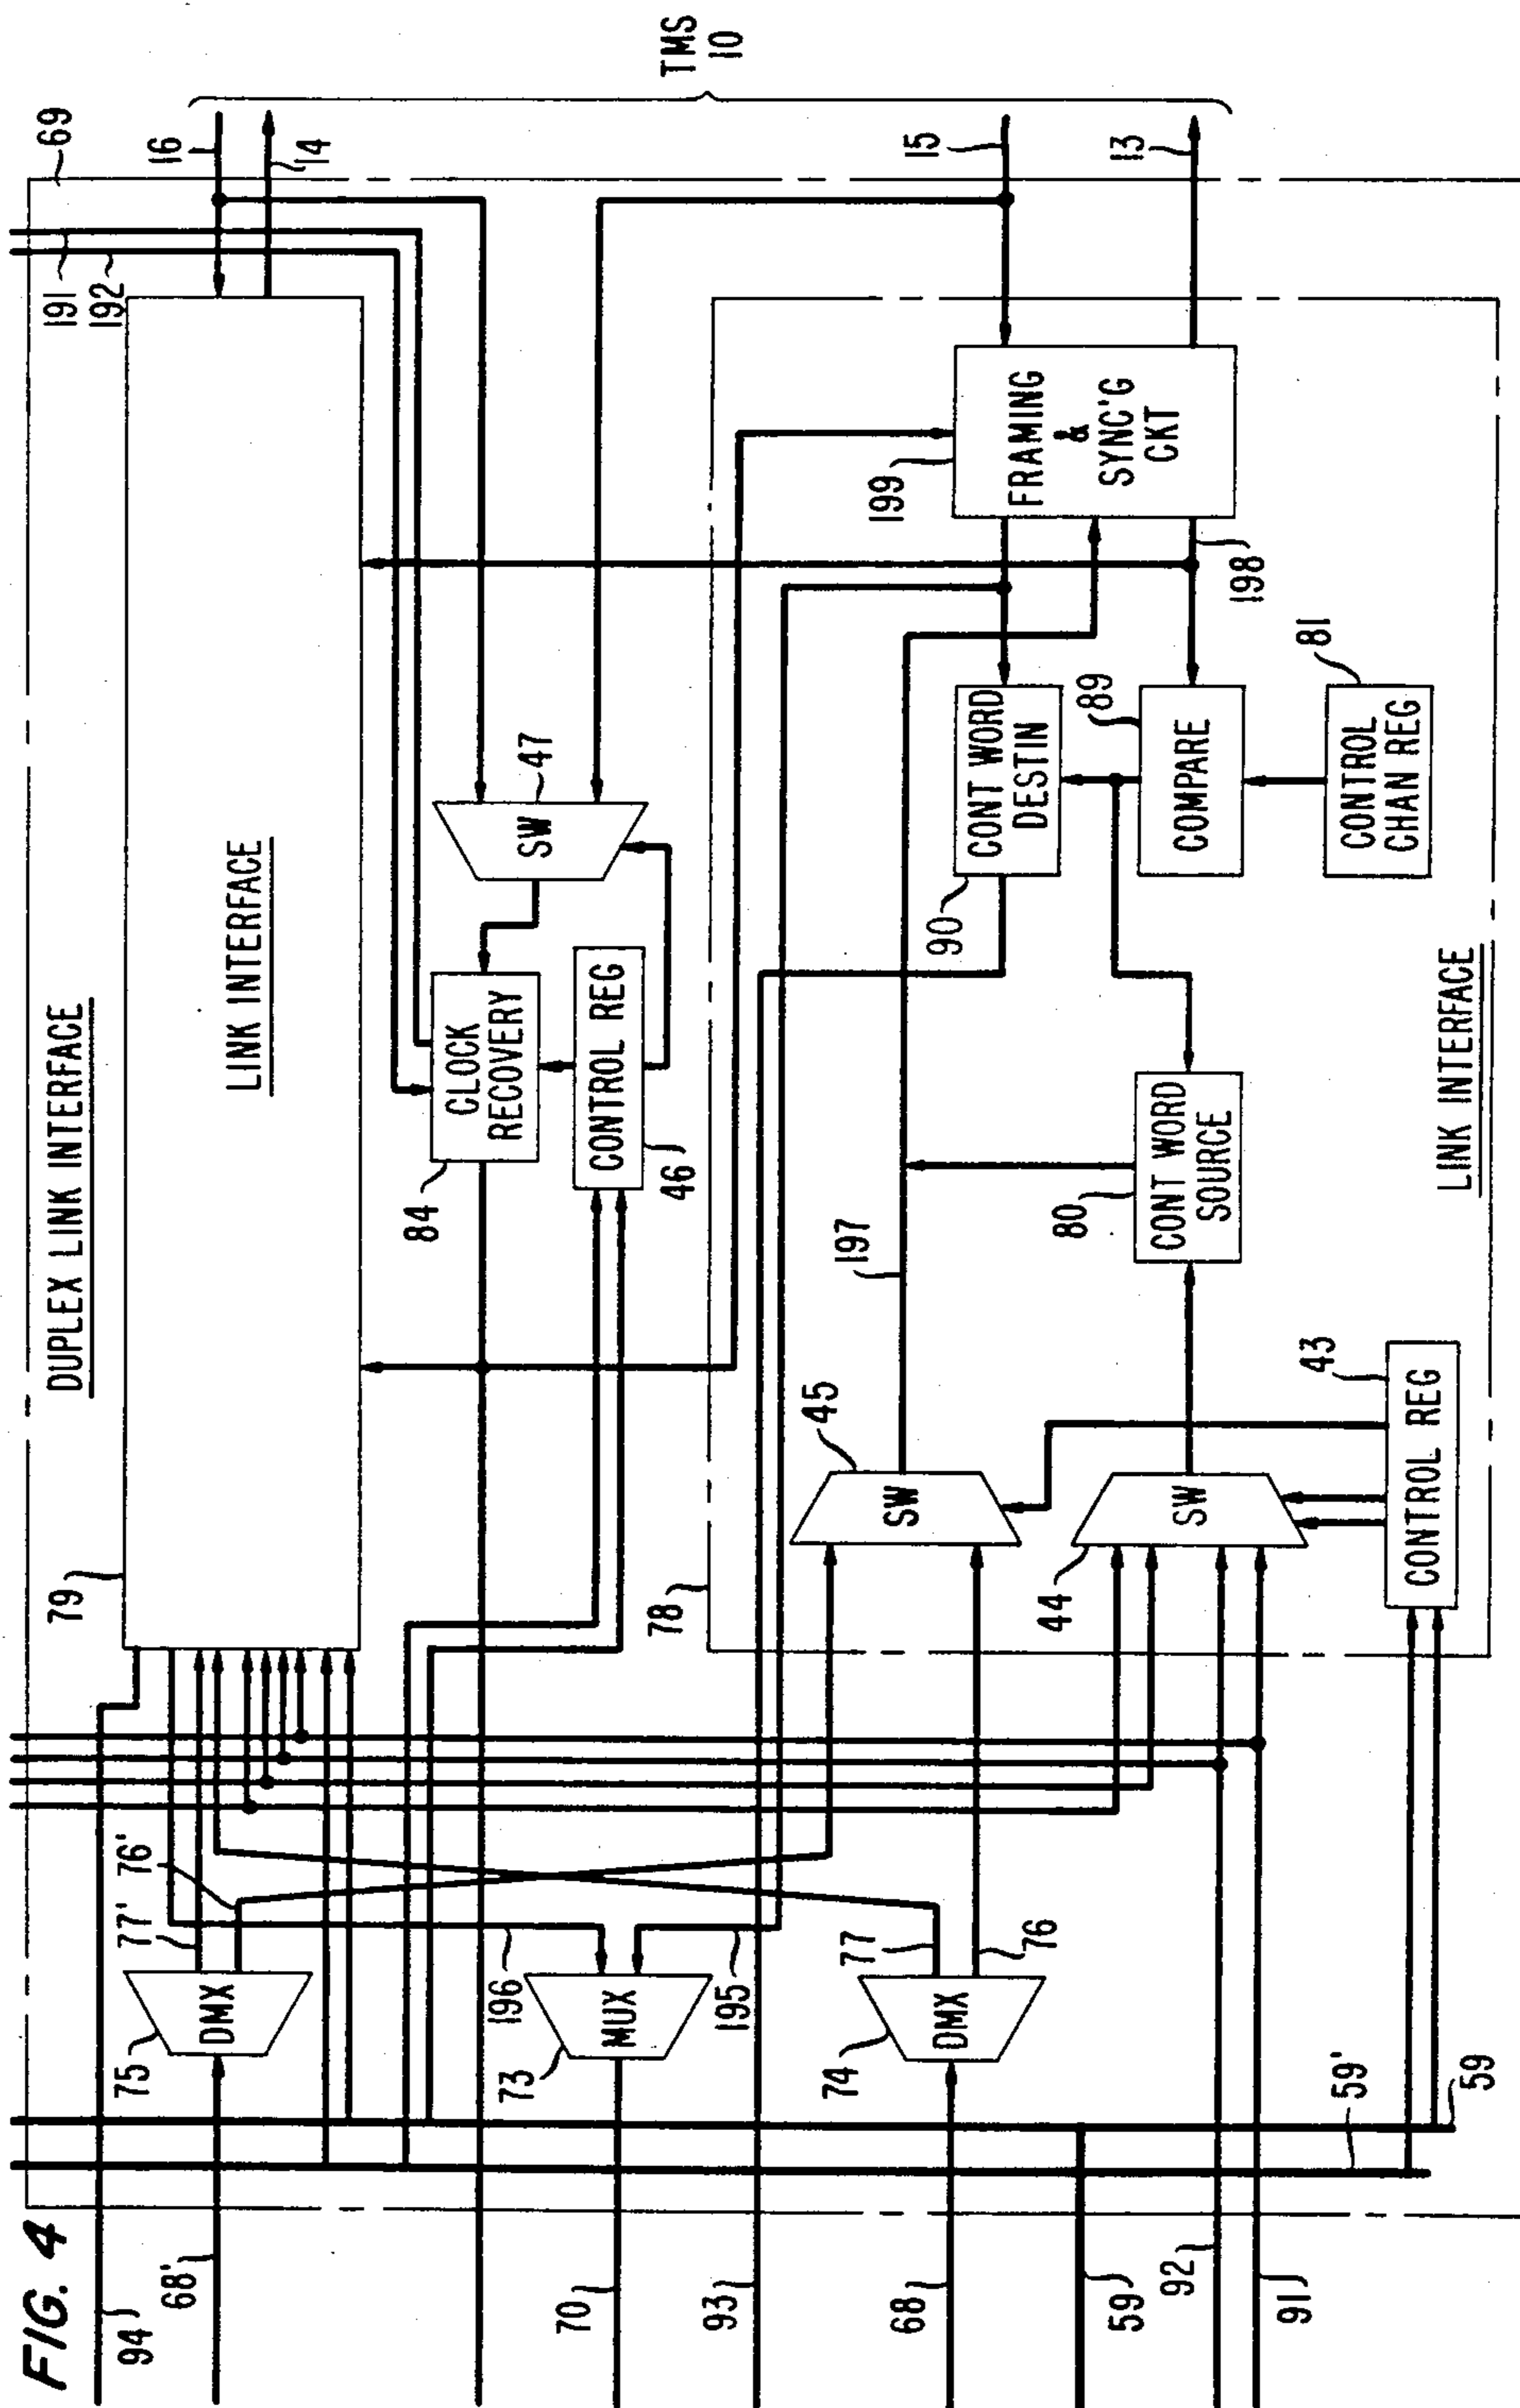 FIG. 4
DUPLEX LINK INTERFACE
69
TMS
10
16
14
15
13
191
192
79
LINK INTERFACE
94
68'
75
DMX
77'
76'
84
CLOCK
RECOVERY
47
SW
CONTROL REG
46
70
73
MUX
196
195
93
78
LINK INTERFACE
199
FRAMING
&
SYNC'G
CKT
198
197
45
SW
90
CONT WORD
DESTIN
89
COMPARE
81
CONTROL
CHAN REG
80
CONT WORD
SOURCE
68
74
DMX
77
76
44
SW
43
CONTROL REG
59
92
91
59'
59